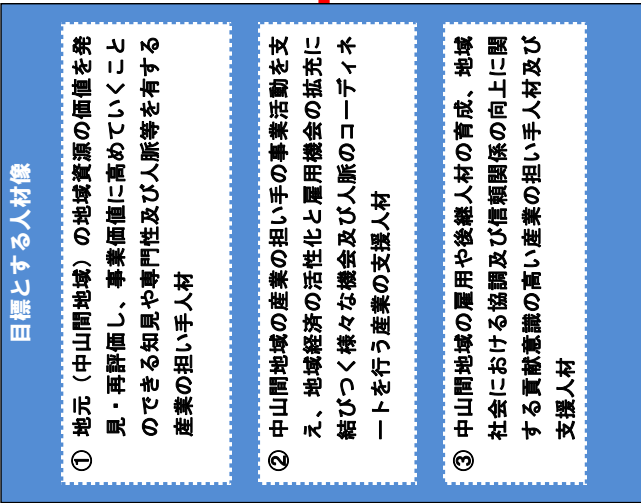 目標とする人材像
① 地元（中山間地域）の地域資源の価値を発
見・再評価し、事業価値に高めていくこと
のできる知見や専門性及び人脈等を有する
産業の担い手人材
② 中山間地域の産業の担い手の事業活動を支
え、地域経済の活性化と雇用機会の拡充に
結びつく様々な機会及び人脈のコーディネ
ートを行う産業の支援人材
③ 中山間地域の雇用や後継人材の育成、地域
社会における協調及び信頼関係の向上に関
する貢献意識の高い産業の担い手人材及び
支援人材